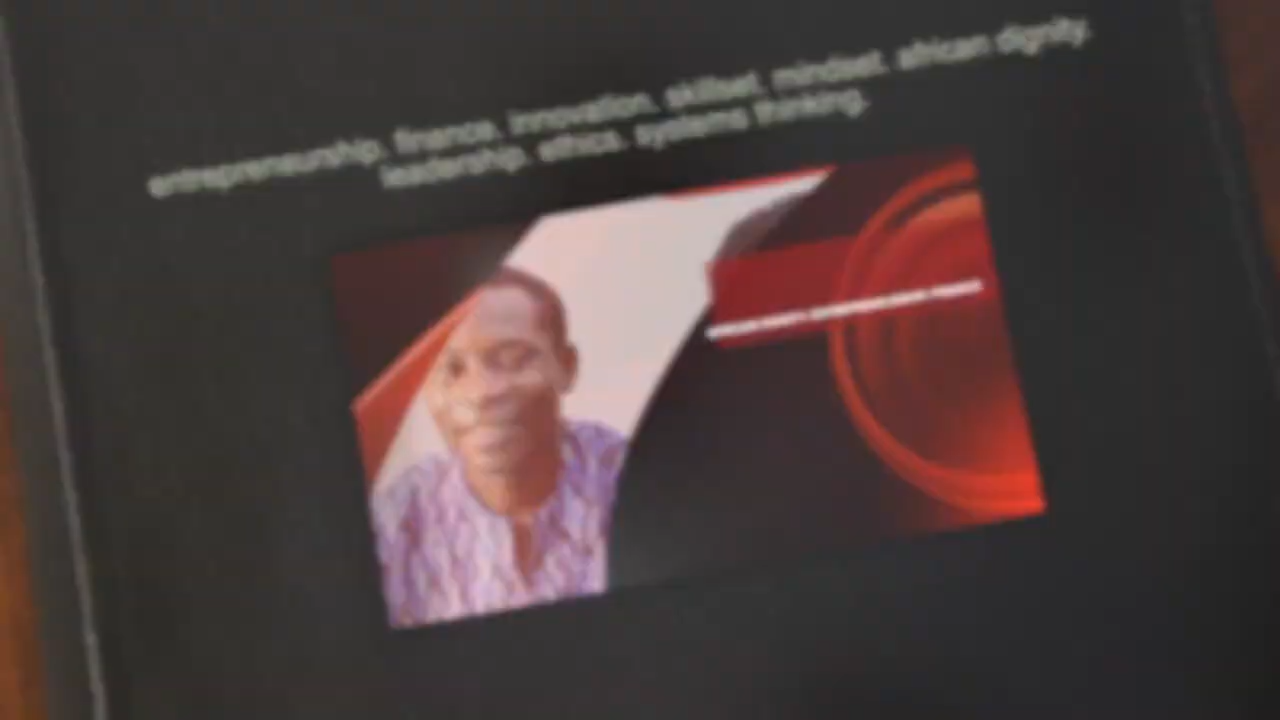 entrepreneurship. finance. innovation. skillset. mindset. african dignity.
leadership. ethics. systems thinking.